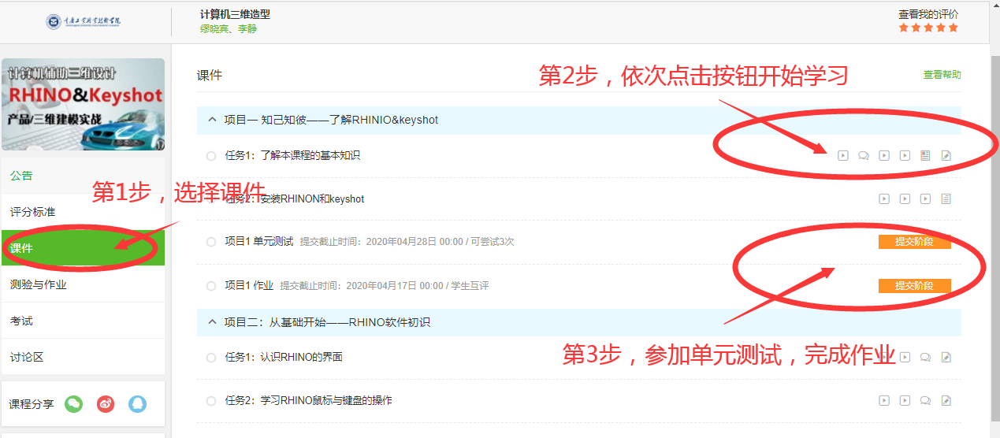 计算机三维造型
缪晓宾、李静
查看我的评价
计算机辅助三维设计
RHINO&Keyshot
产品/三维建模实战
公告
评分标准
课件
测验与作业
考试
讨论区
课程分享
第1步，选择课件
课件
第2步，依次点击按钮开始学习
查看帮助
项目一 知己知彼——了解RHINIO&keyshot
任务1：了解本课程的基本知识
任务2：安装RHINON和keyshot
项目1 单元测试 提交截止时间：2020年04月28日 00:00 / 可尝试3次 提交阶段
项目1 作业 提交截止时间：2020年04月17日 00:00 / 学生互评 提交阶段
项目二：从基础开始——RHINO软件初识
第3步，参加单元测试，完成作业
任务1：认识RHINO的界面
任务2：学习RHINO鼠标与键盘的操作